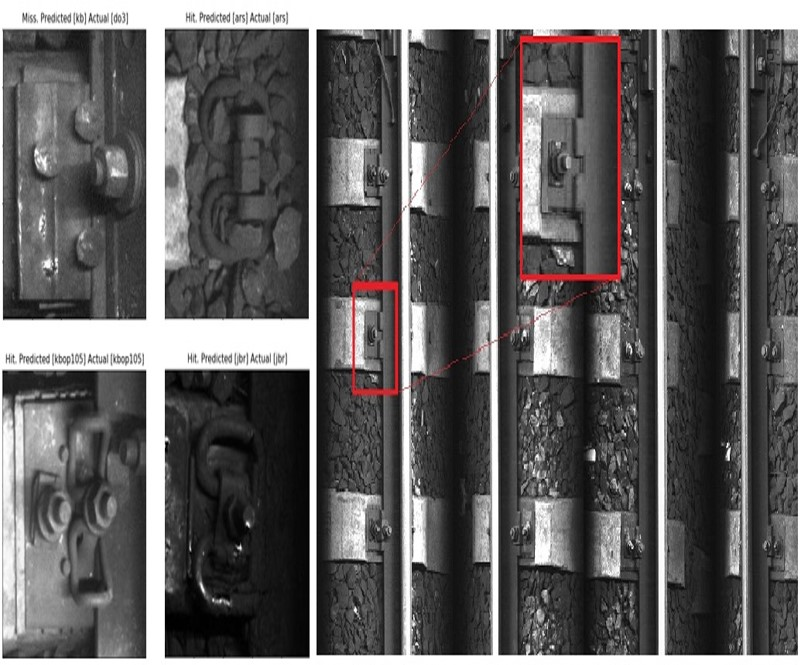 Miss. Predicted [kb] Actual [do3]
Hit. Predicted [ars] Actual [ars]
Hit. Predicted [kbop105] Actual [kbop105]
Hit. Predicted [jbr] Actual [jbr]